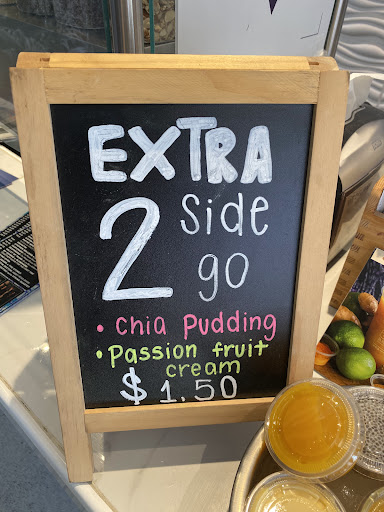 EXTRA
2 Side
go
• Chia Pudding
• Passion fruit
cream
$1.50